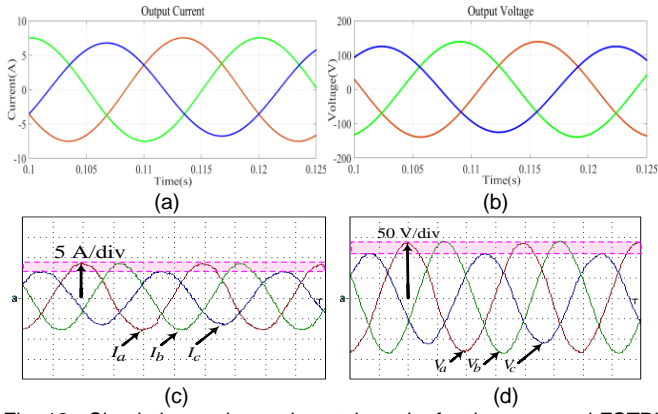 Output Current
Current(A)
10
5
0
-5
-10
0.1
0.105
0.11
0.115
0.12
0.125
Time(s)
(a)
Output Voltage
Voltage(V)
200
100
0
-100
-200
0.1
0.105
0.11
0.115
0.12
0.125
Time(s)
(b)
5 A/div
a
Ia
Ib
Ic
T
(c)
50 V/div
a
Va
Vb
Vc
T
(d)